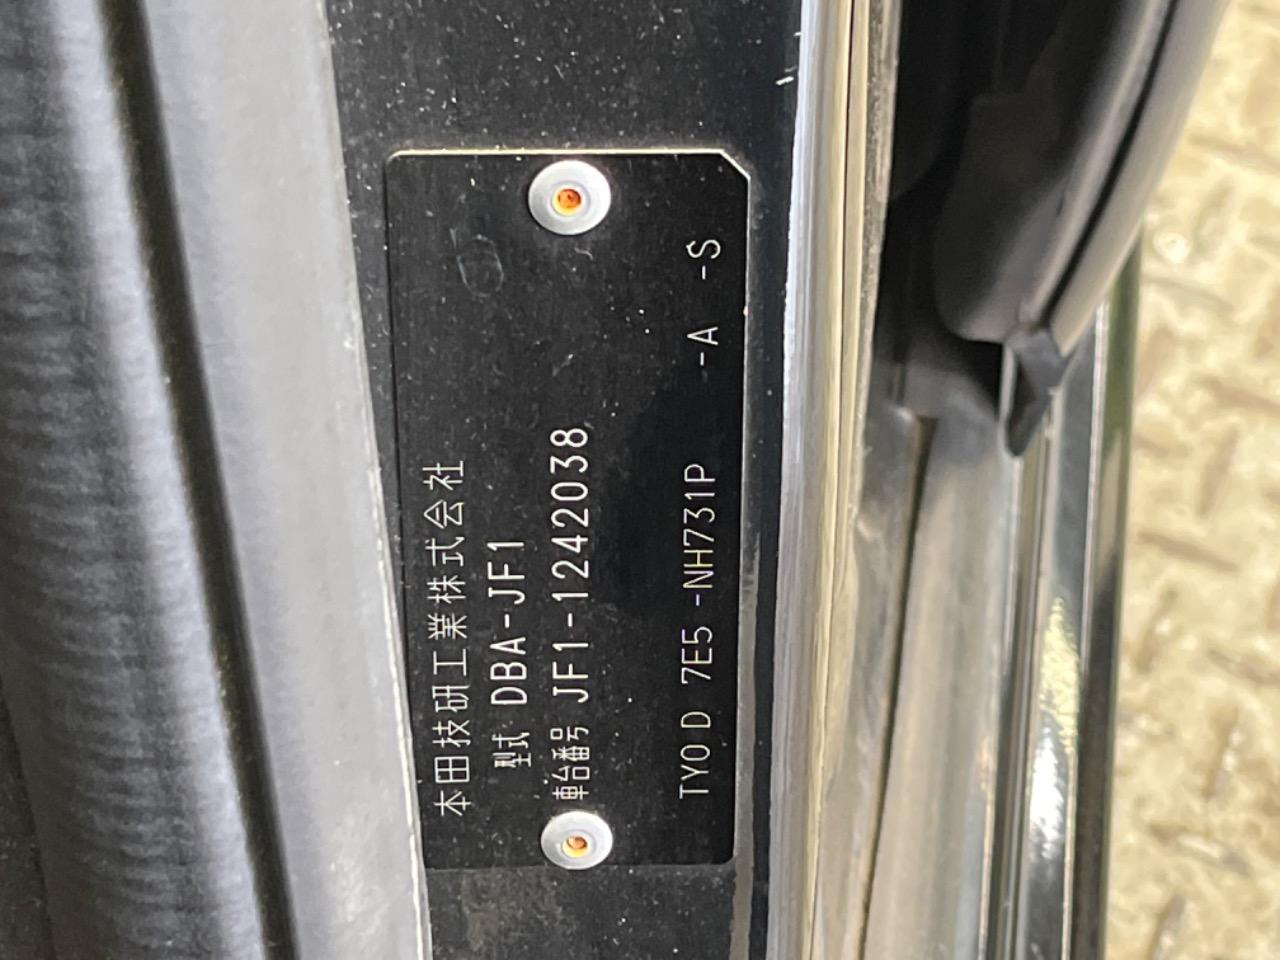 本田技研工業株式会社
型式 DBA-JF1
車台番号 JF1-1242038
TY0 D 7E5 -NH731P -A -S